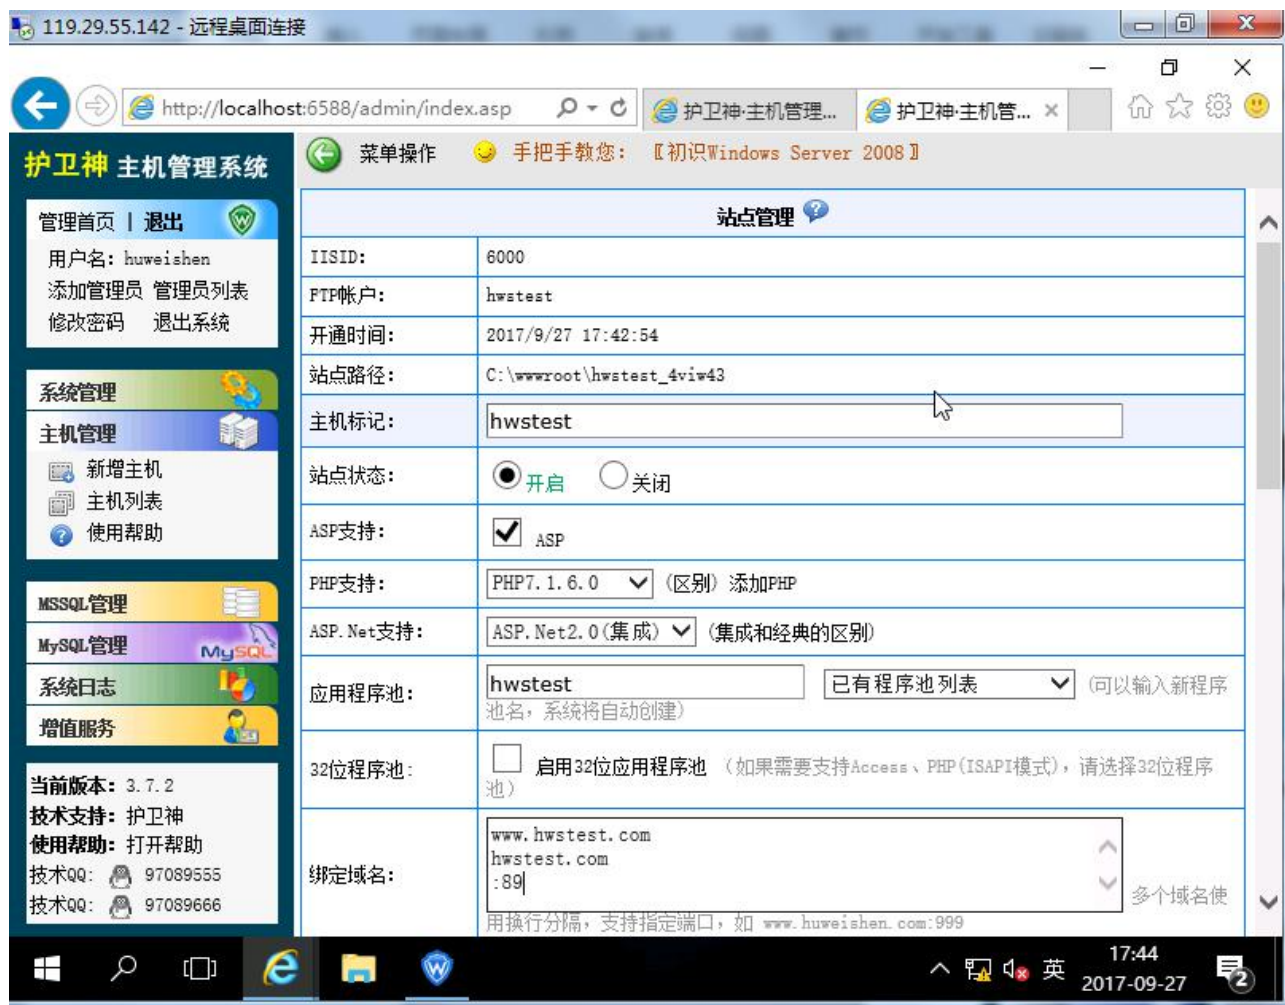 119.29.55.142 - 远程桌面连接
http://localhost:6588/admin/index.asp
护卫神·主机管理...
护卫神·主机管...
护卫神 主机管理系统
菜单操作
手把手教您：『初识Windows Server 2008』
管理首页 | 退出
用户名: huweishen
添加管理员 管理员列表
修改密码 退出系统
系统管理
主机管理
新增主机
主机列表
使用帮助
MSSQL管理
MySQL管理
MySQL
系统日志
增值服务
当前版本: 3.7.2
技术支持: 护卫神
使用帮助: 打开帮助
技术QQ: 97089555
技术QQ: 97089666
站点管理
IISID: 6000
FTP帐户: hwstest
开通时间: 2017/9/27 17:42:54
站点路径: C:\wwwroot\hwstest_4viw43
主机标记: hwstest
站点状态: 开启 关闭
ASP支持: ASP
PHP支持: PHP7.1.6.0 (区别) 添加PHP
ASP.Net支持: ASP.Net2.0(集成) (集成和经典的区别)
应用程序池: hwstest 已有程序池列表 (可以输入新程序
池名，系统将自动创建)
32位程序池: 启用32位应用程序池 (如果需要支持Access、PHP(ISAPI模式)，请选择32位程序
池)
绑定域名:
www.hwstest.com
hwstest.com
:89
多个域名使
用换行分隔，支持指定端口，如 www.huweishen.com:999
英
17:44
2017-09-27
2